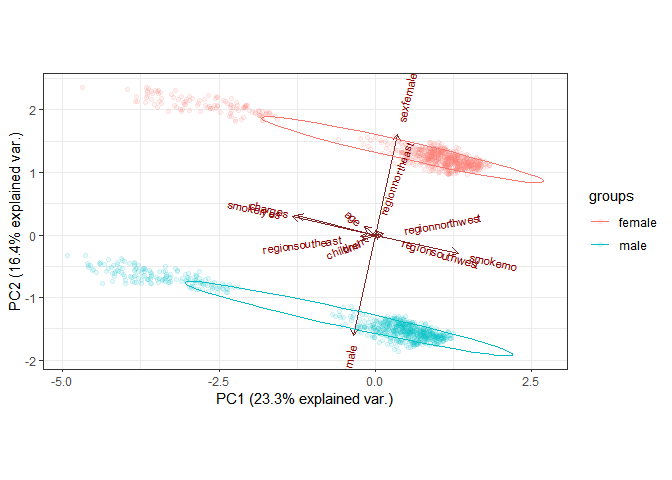 PC2 (16.4% explained var.)
2
1
0
-1
-2
sexfemale
regionnortheast
age
charges
smokeryes
regionnorthwest
regionsoutheast
children
regionsouthwest
smokerno
male
-5.0
-2.5
0.0
2.5
PC1 (23.3% explained var.)
groups
female
male